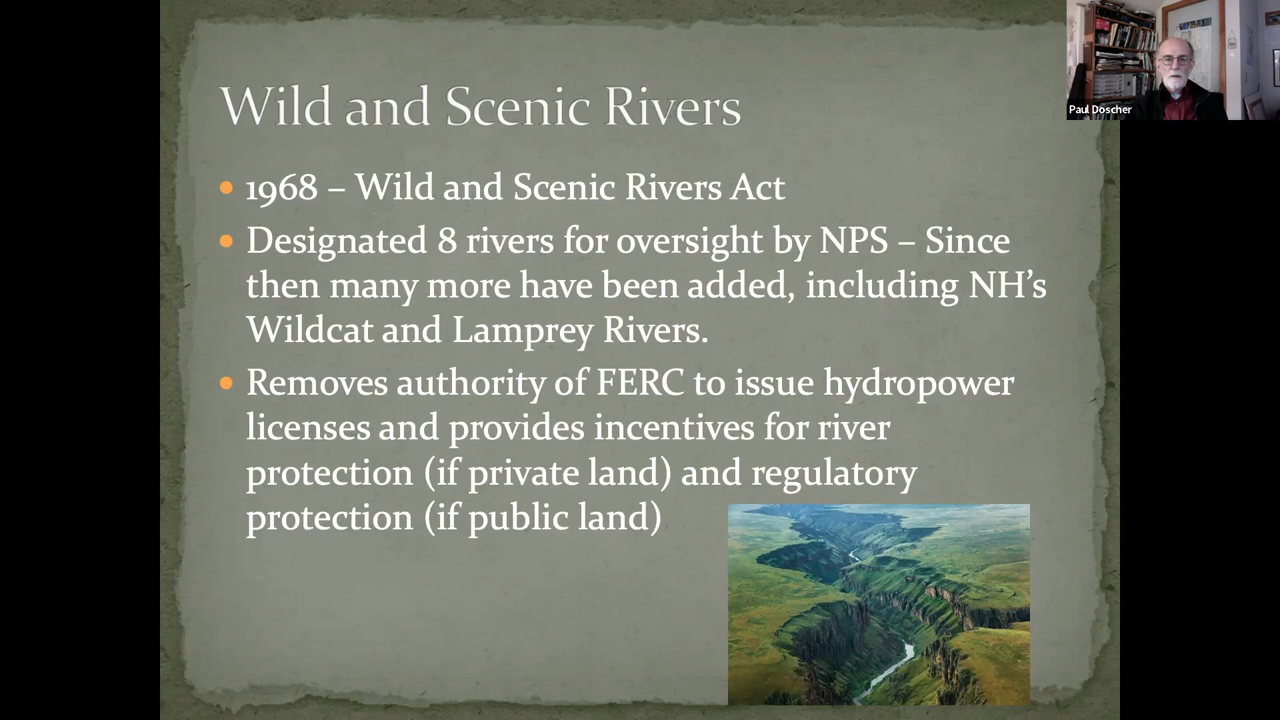 Wild and Scenic Rivers
1968 – Wild and Scenic Rivers Act
Designated 8 rivers for oversight by NPS – Since
then many more have been added, including NH’s
Wildcat and Lamprey Rivers.
Removes authority of FERC to issue hydropower
licenses and provides incentives for river
protection (if private land) and regulatory
protection (if public land)
Paul Doscher